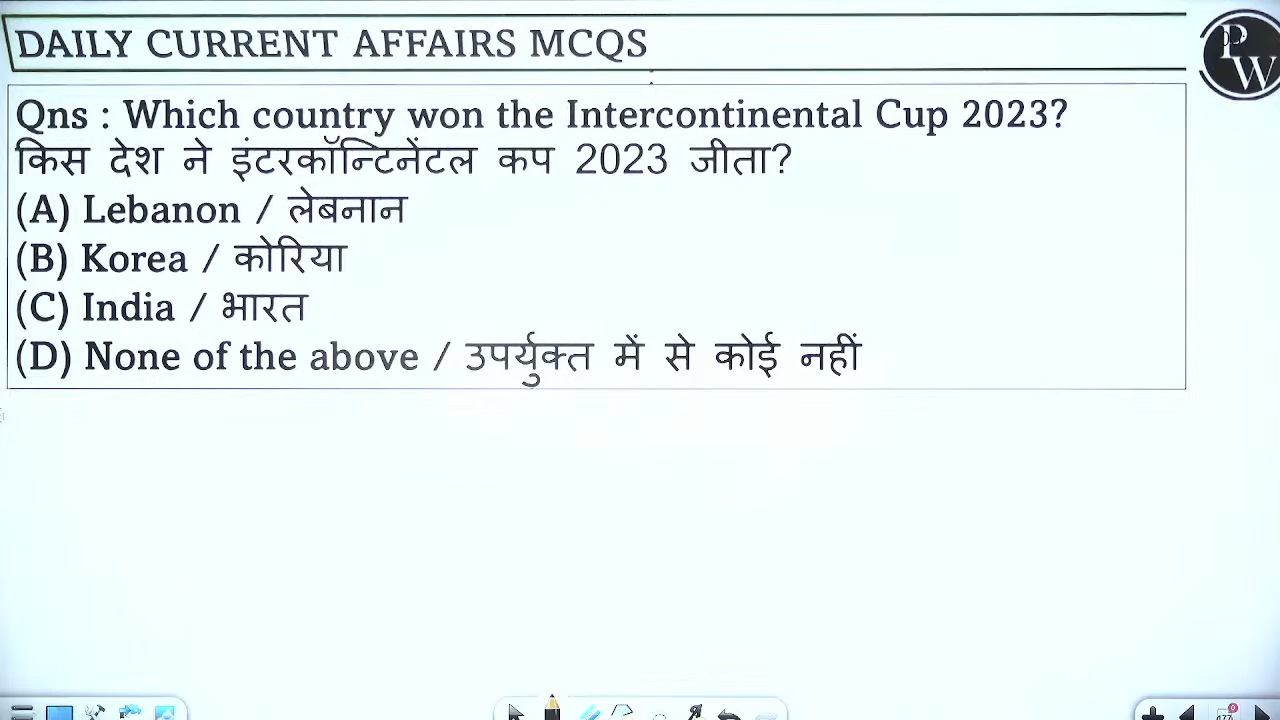 DAILY CURRENT AFFAIRS MCQS
PW
Qns : Which country won the Intercontinental Cup 2023?
किस देश ने इंटरकॉन्टिनेंटल कप 2023 जीता?
(A) Lebanon / लेबनान
(B) Korea / कोरिया
(C) India / भारत
(D) None of the above / उपर्युक्त में से कोई नहीं